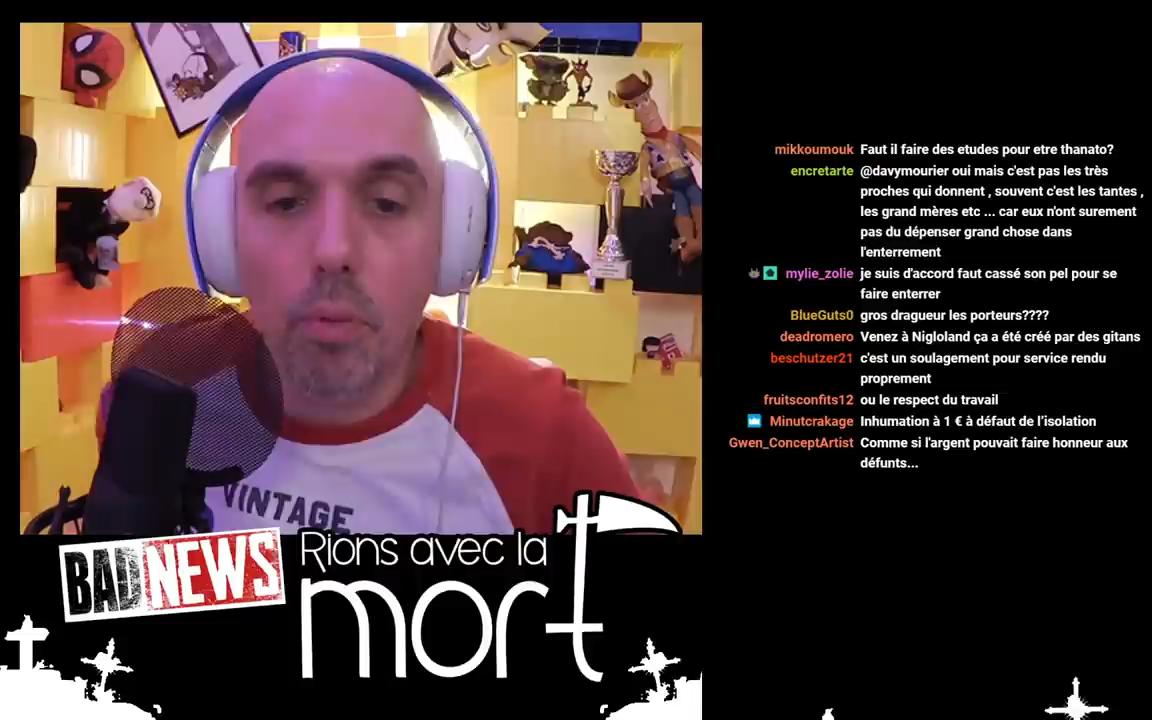 VINTAGE
BAD NEWS
Rions avec la
mort
mikkoumouk Faut il faire des etudes pour etre thanato?
encretarte @davymourier oui mais c'est pas les très
proches qui donnent , souvent c'est les tantes ,
les grand mères etc ... car eux n'ont surement
pas du dépenser grand chose dans
l'enterrement
mylie_zolie je suis d'accord faut cassé son pel pour se
faire enterrer
BlueGuts0 gros dragueur les porteurs????
deadromero Venez à Nigloland ça a été créé par des gitans
beschutzer21 c'est un soulagement pour service rendu
proprement
fruitsconfits12 ou le respect du travail
Minutcrakage Inhumation à 1 € à défaut de l’isolation
Gwen_ConceptArtist Comme si l'argent pouvait faire honneur aux
défunts...